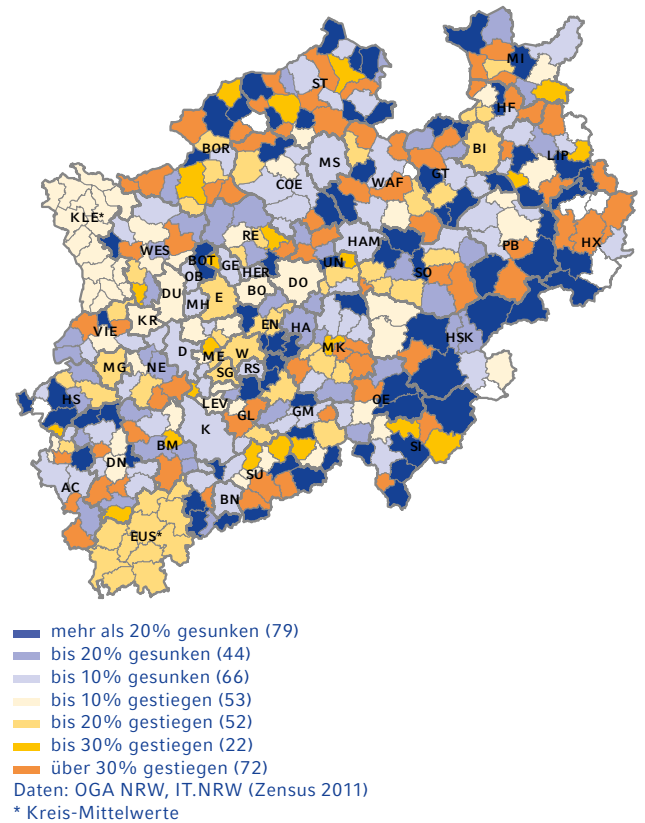 MI
ST
HF
BOR
MS
BI
LIP
COE
WAF
GT
KLE*
RE
HAM
WES
PB
HX
BOT
GE
UN
OB
HER
SO
DU
MH
E
BO
DO
KR
VIE
EN
HA
HSK
D
ME
W
MK
MG
NE
SG
RS
HS
LEV
GL
GM
OE
K
BM
SI
DN
SU
AC
BN
EUS*
mehr als 20% gesunken (79)
bis 20% gesunken (44)
bis 10% gesunken (66)
bis 10% gestiegen (53)
bis 20% gestiegen (52)
bis 30% gestiegen (22)
über 30% gestiegen (72)
Daten: OGA NRW, IT.NRW (Zensus 2011)
* Kreis-Mittelwerte